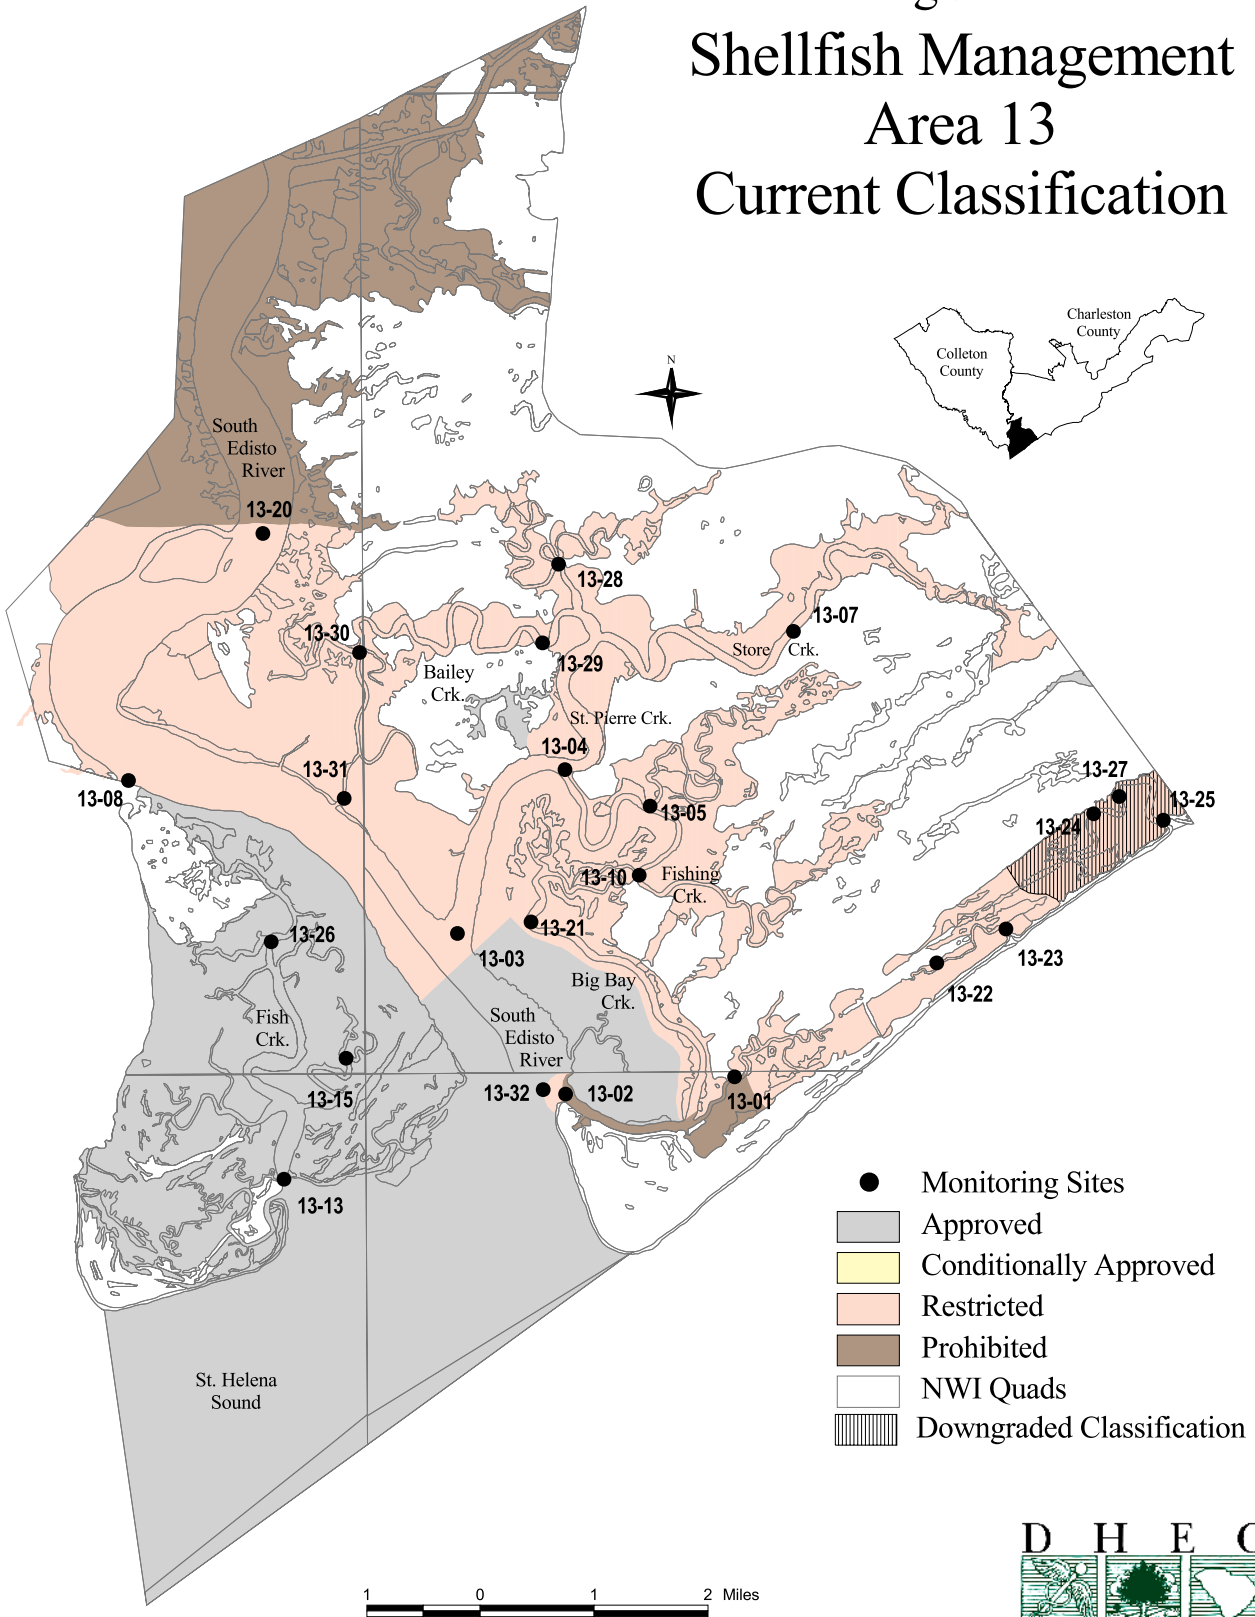 Shellfish Management
Area 13
Current Classification
Charleston
County
Colleton
County
N
South
Edisto
River
13-20
13-28
13-07
13-30
Store Crk.
13-29
Bailey
Crk.
St. Pierre Crk.
13-04
13-31
13-27
13-08
13-05
13-25
13-24
13-10
Fishing
Crk.
13-21
13-26
13-03
13-23
Big Bay
Crk.
13-22
Fish
Crk.
South
Edisto
River
13-32
13-02
13-15
13-01
13-13
Monitoring Sites
Approved
Conditionally Approved
Restricted
Prohibited
NWI Quads
Downgraded Classification
St. Helena
Sound
D H E C
1 0 1 2 Miles